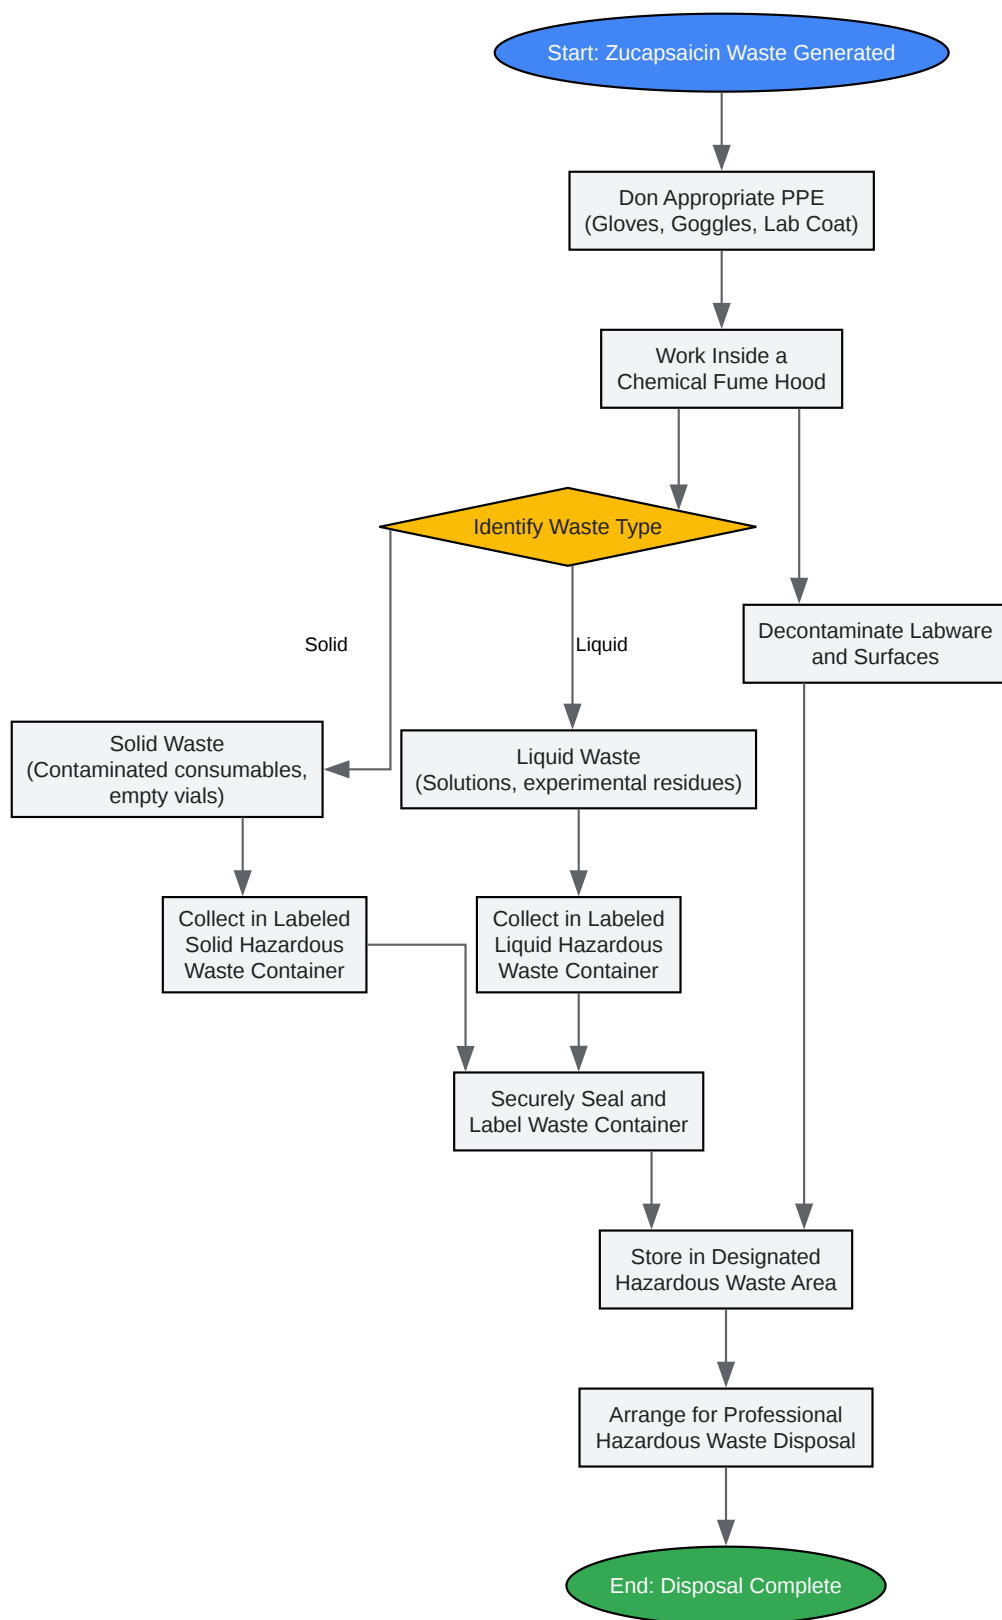 Start: Zucapsaicin Waste Generated
Don Appropriate PPE
(Gloves, Goggles, Lab Coat)
Work Inside a
Chemical Fume Hood
Identify Waste Type
Solid
Liquid
Decontaminate Labware
and Surfaces
Solid Waste
(Contaminated consumables,
empty vials)
Liquid Waste
(Solutions, experimental residues)
Collect in Labeled
Solid Hazardous
Waste Container
Collect in Labeled
Liquid Hazardous
Waste Container
Securely Seal and
Label Waste Container
Store in Designated
Hazardous Waste Area
Arrange for Professional
Hazardous Waste Disposal
End: Disposal Complete